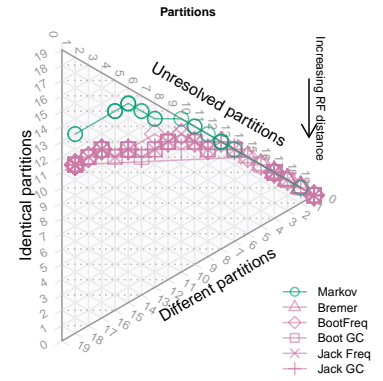 Partitions
Unresolved partitions
Increasing RF distance
Identical partitions
Different partitions
0
1
2
3
4
5
6
7
8
9
10
11
12
13
14
15
16
17
18
19
Markov
Bremer
BootFreq
Boot GC
Jack Freq
Jack GC